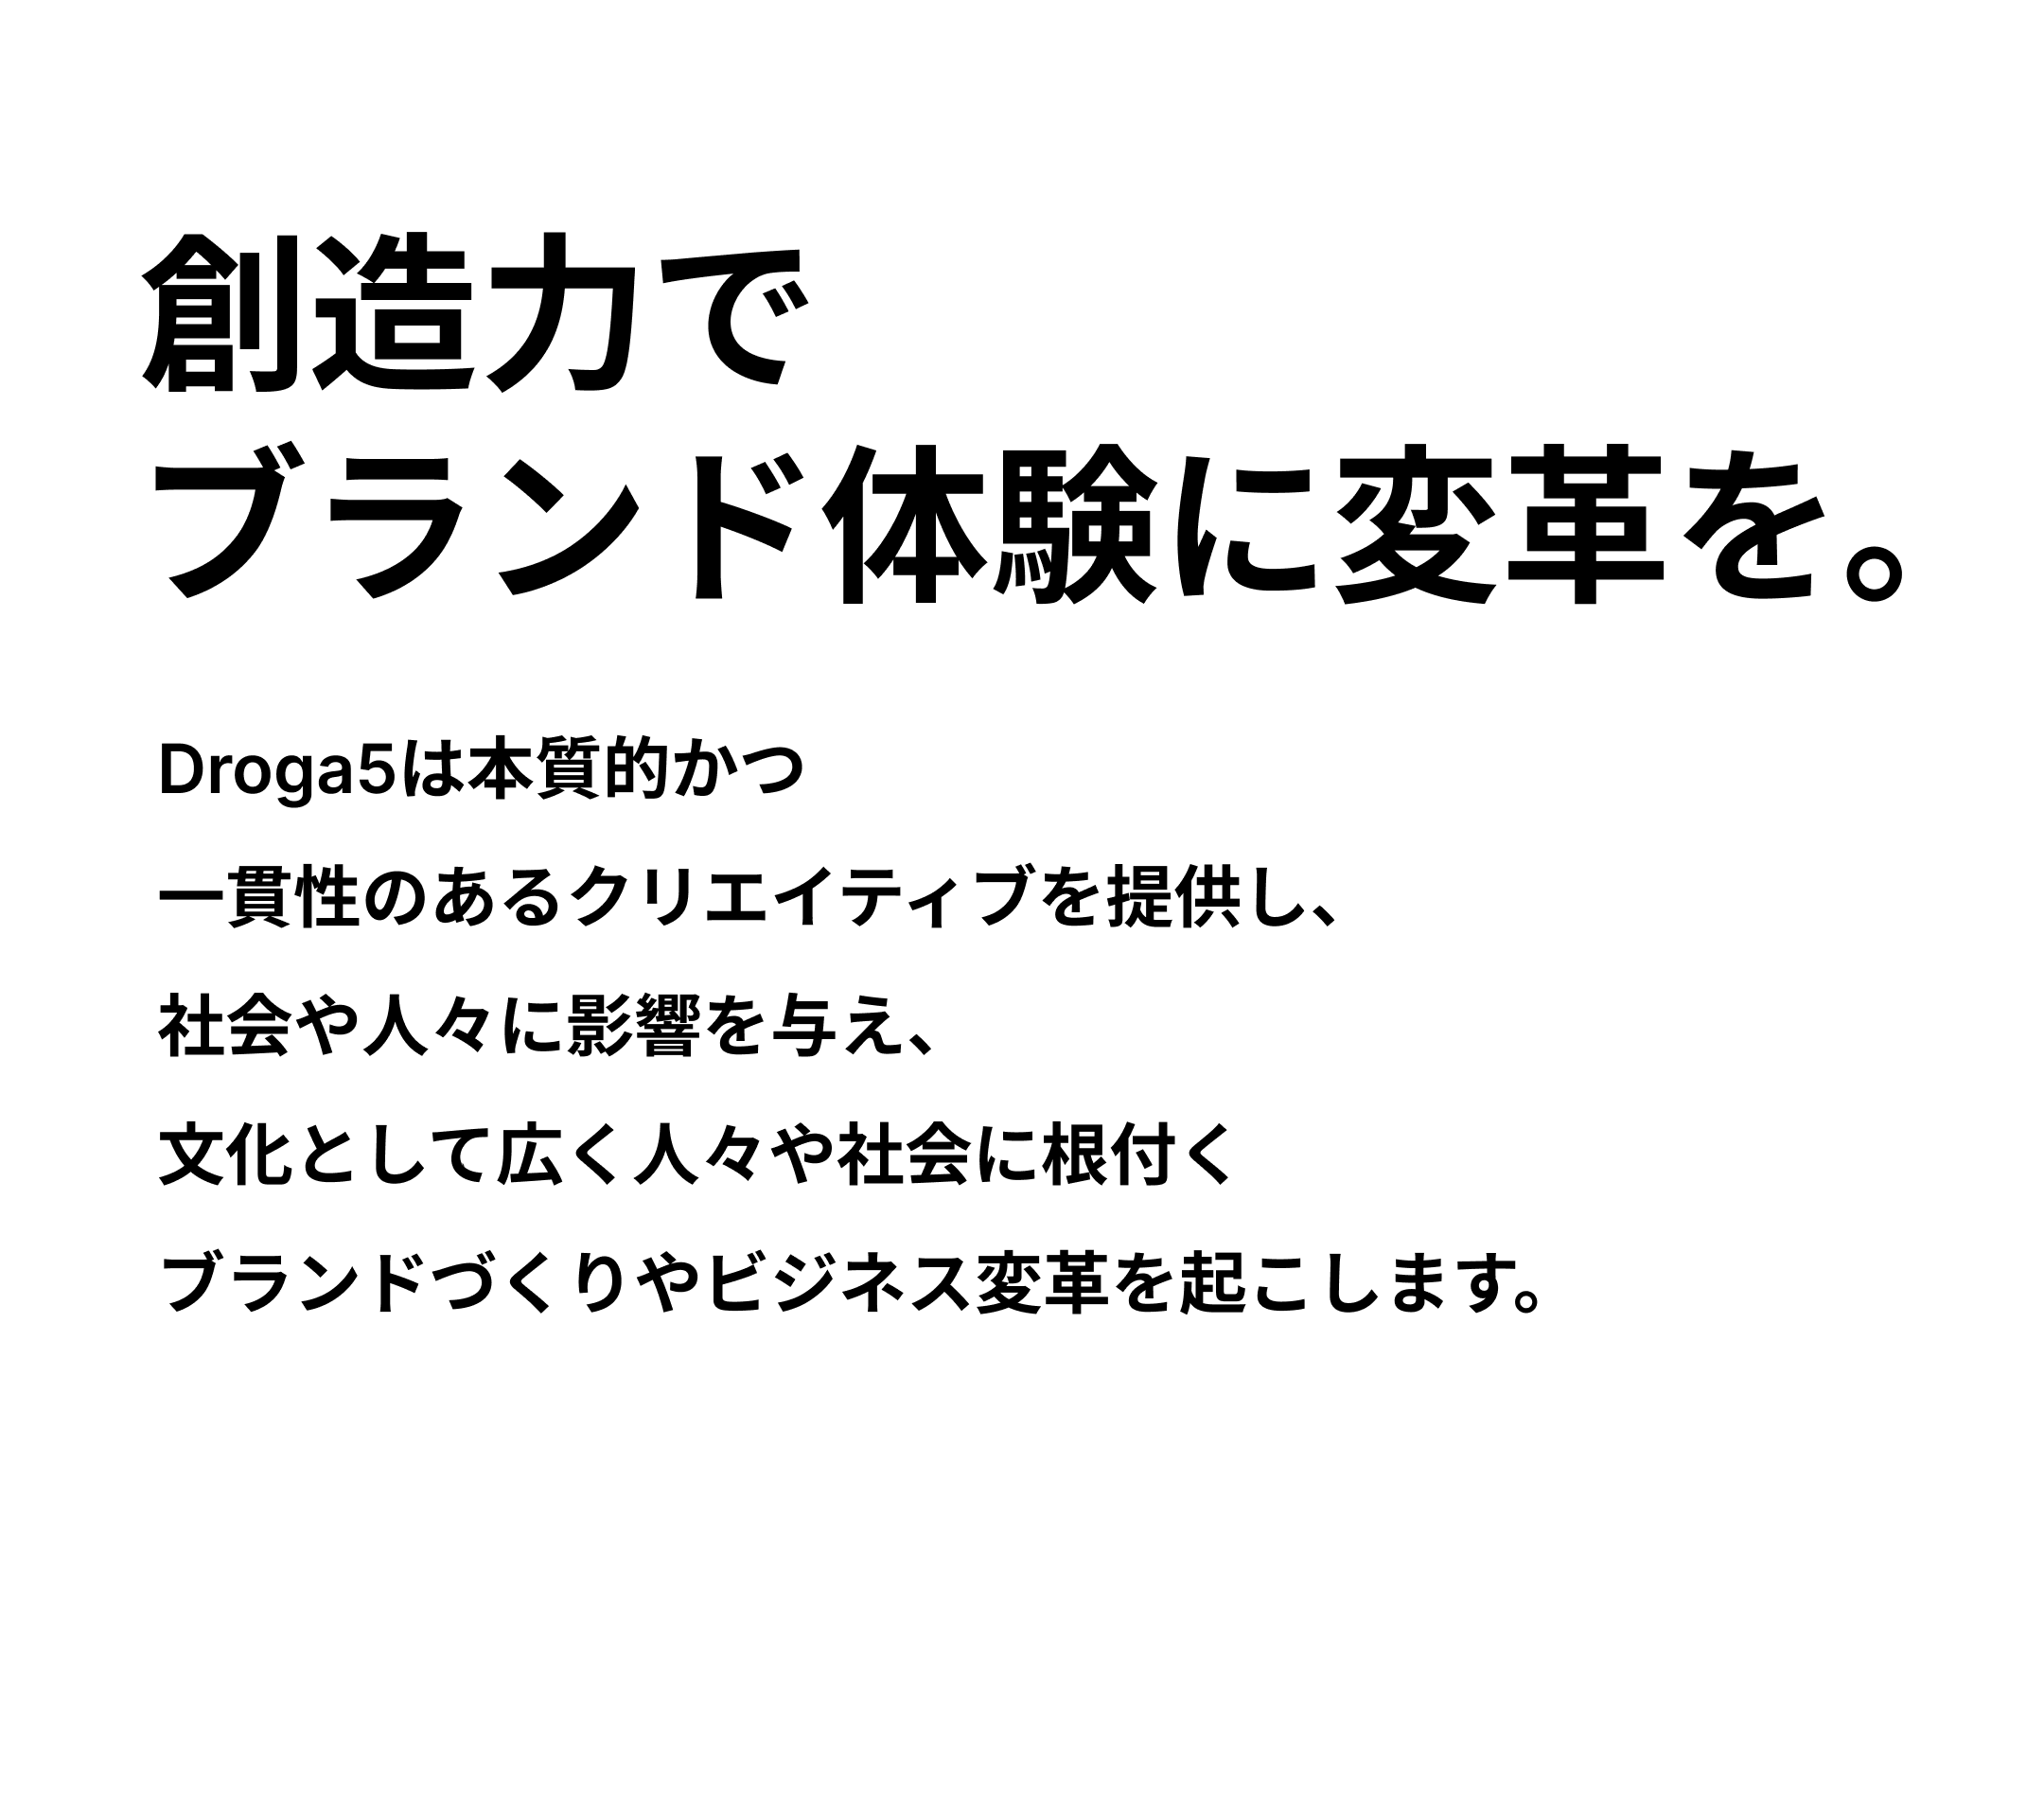 創造力で
ブランド体験に変革を。
Droga5は本質的かつ
一貫性のあるクリエイティブを提供し、
社会や人々に影響を与え、
文化として広く人々や社会に根付く
ブランドづくりやビジネス変革を起こします。